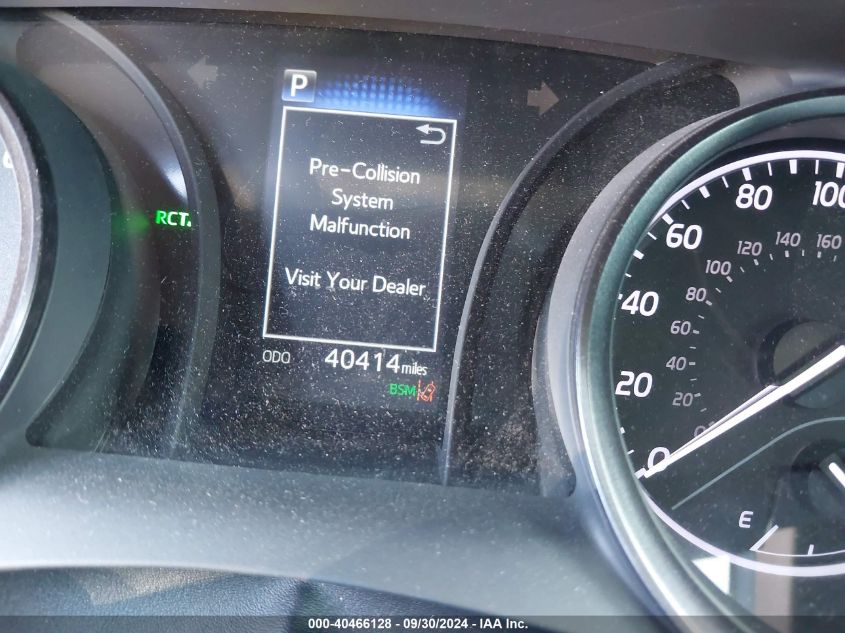 P
Pre-Collision
System
Malfunction
Visit Your Dealer
RCT
ODO 40414 miles
BSM
80 100
60
40
20
0
120 140 160
100
80
60
40
20
0
E
000-40466128 - 09/30/2024 - IAA Inc.